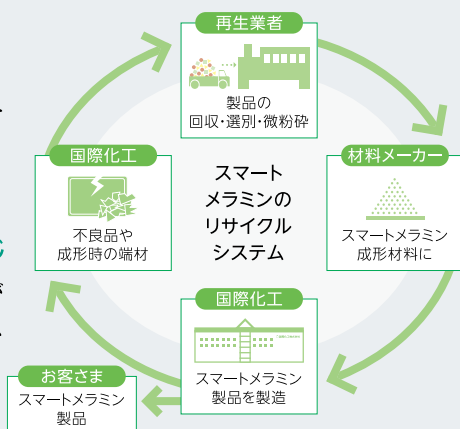 再生業者
製品の
回収・選別・微粉砕
国際化工
不良品や
成形時の端材
スマート
メラミンの
リサイクル
システム
材料メーカー
スマートメラミン
成形材料に
国際化工
スマートメラミン
製品を製造
お客さま
スマートメラミン
製品